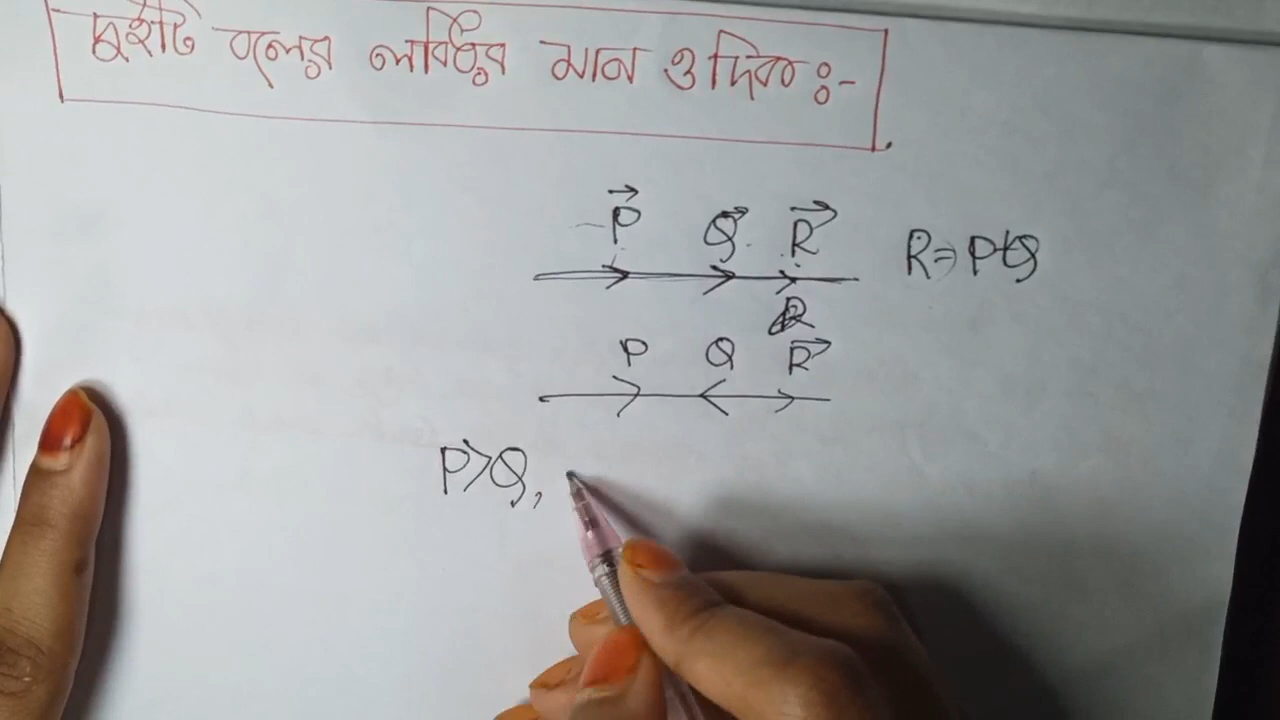 দুইটি বলের লব্ধির মান ও দিক ঃ-
P⃗ Q⃗ R⃗ R = P+Q
R
P Q R⃗
P>Q,